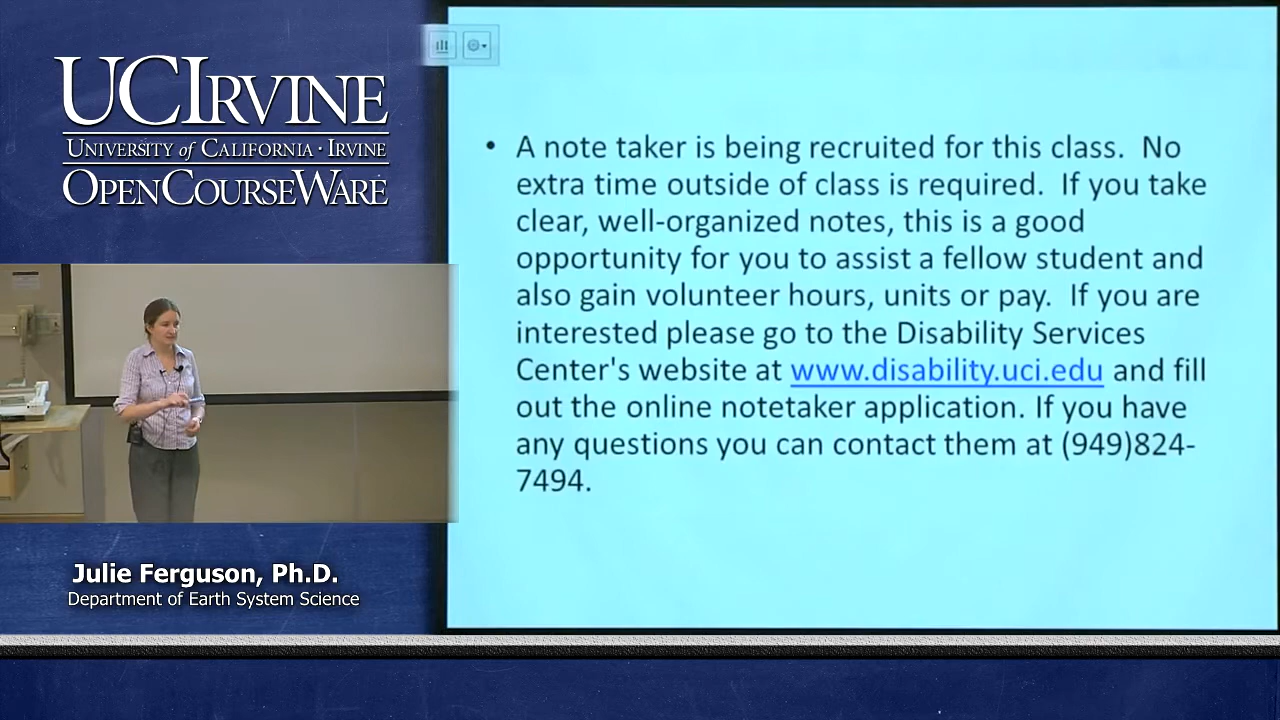 UCIRVINE
UNIVERSITY of CALIFORNIA · IRVINE
OPENCOURSEWARE
• A note taker is being recruited for this class.  No
extra time outside of class is required.  If you take
clear, well-organized notes, this is a good
opportunity for you to assist a fellow student and
also gain volunteer hours, units or pay.  If you are
interested please go to the Disability Services
Center's website at www.disability.uci.edu and fill
out the online notetaker application. If you have
any questions you can contact them at (949)824-
7494.
Julie Ferguson, Ph.D.
Department of Earth System Science